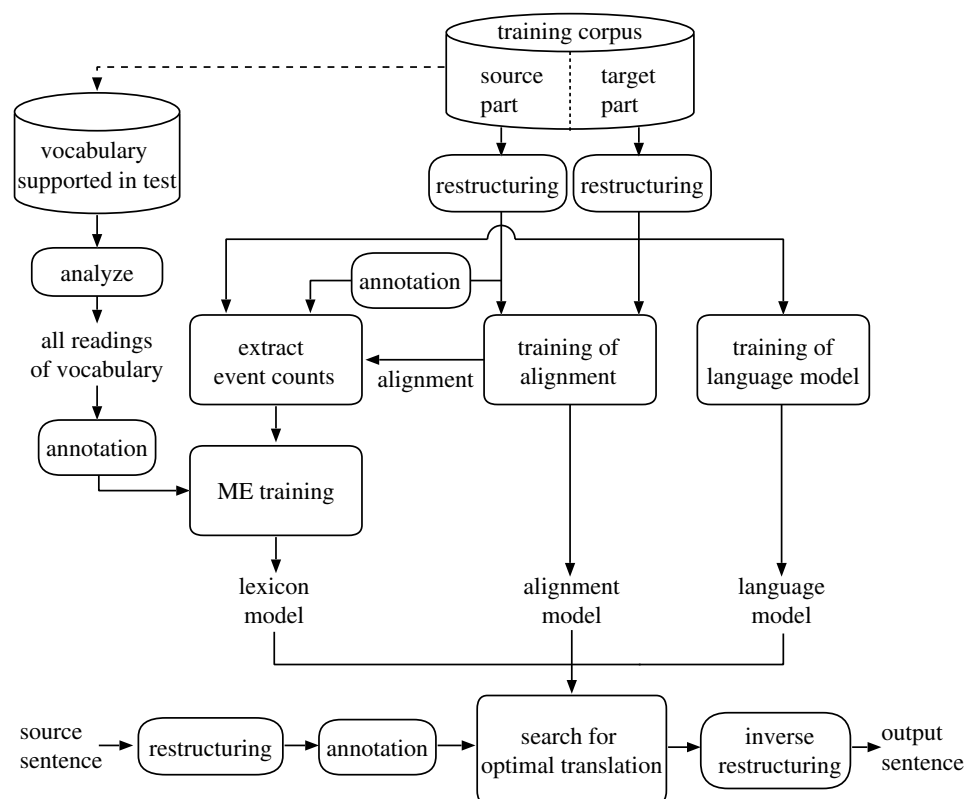 training corpus
source
part
target
part
vocabulary
supported in test
restructuring
restructuring
analyze
annotation
all readings
of vocabulary
extract
event counts
alignment
training of
alignment
training of
language model
annotation
ME training
lexicon
model
alignment
model
language
model
source
sentence
restructuring
annotation
search for
optimal translation
inverse
restructuring
output
sentence